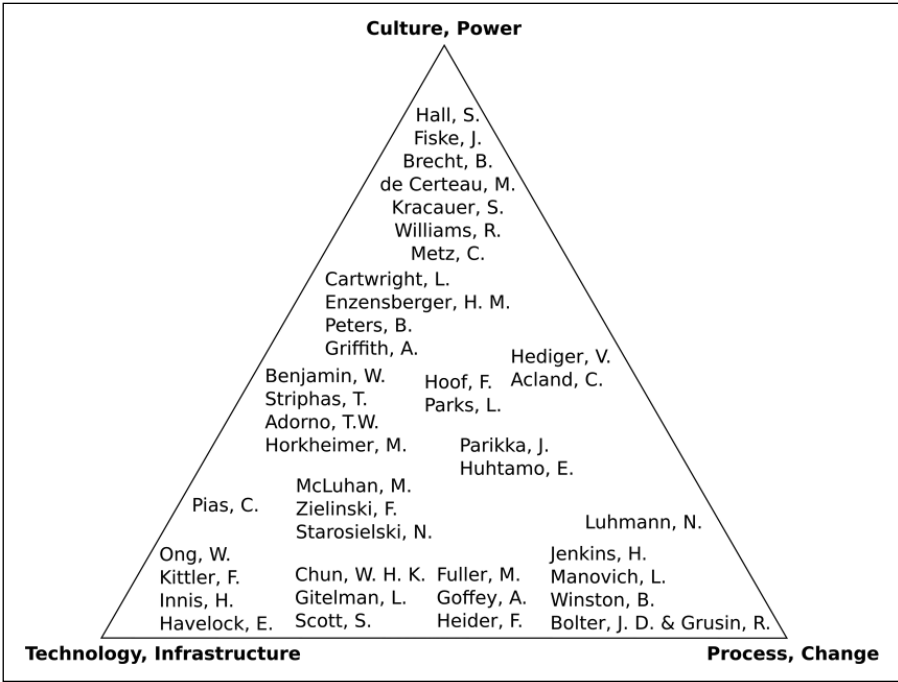 Culture, Power
Hall, S.
Fiske, J.
Brecht, B.
de Certeau, M.
Kracauer, S.
Williams, R.
Metz, C.
Cartwright, L.
Enzensberger, H. M.
Peters, B.
Griffith, A.
Hediger, V.
Acland, C.
Benjamin, W.
Striphas, T.
Adorno, T.W.
Horkheimer, M.
Hoof, F.
Parks, L.
Parikka, J.
Huhtamo, E.
Pias, C.
McLuhan, M.
Zielinski, F.
Starosielski, N.
Luhmann, N.
Ong, W.
Kittler, F.
Innis, H.
Havelock, E.
Chun, W. H. K.
Gitelman, L.
Scott, S.
Fuller, M.
Goffey, A.
Heider, F.
Jenkins, H.
Manovich, L.
Winston, B.
Bolter, J. D. & Grusin, R.
Technology, Infrastructure
Process, Change